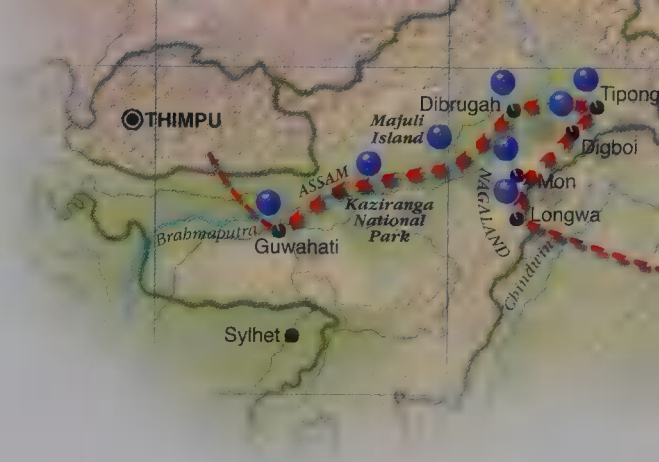 Tipong
Dibrugah
THIMPU
Majuli
Island
Digboi
ASSAM
Mon
NAGALAND
Kaziranga
National
Park
Longwa
Brahmaputra
Guwahati
Chindwin
Sylhet